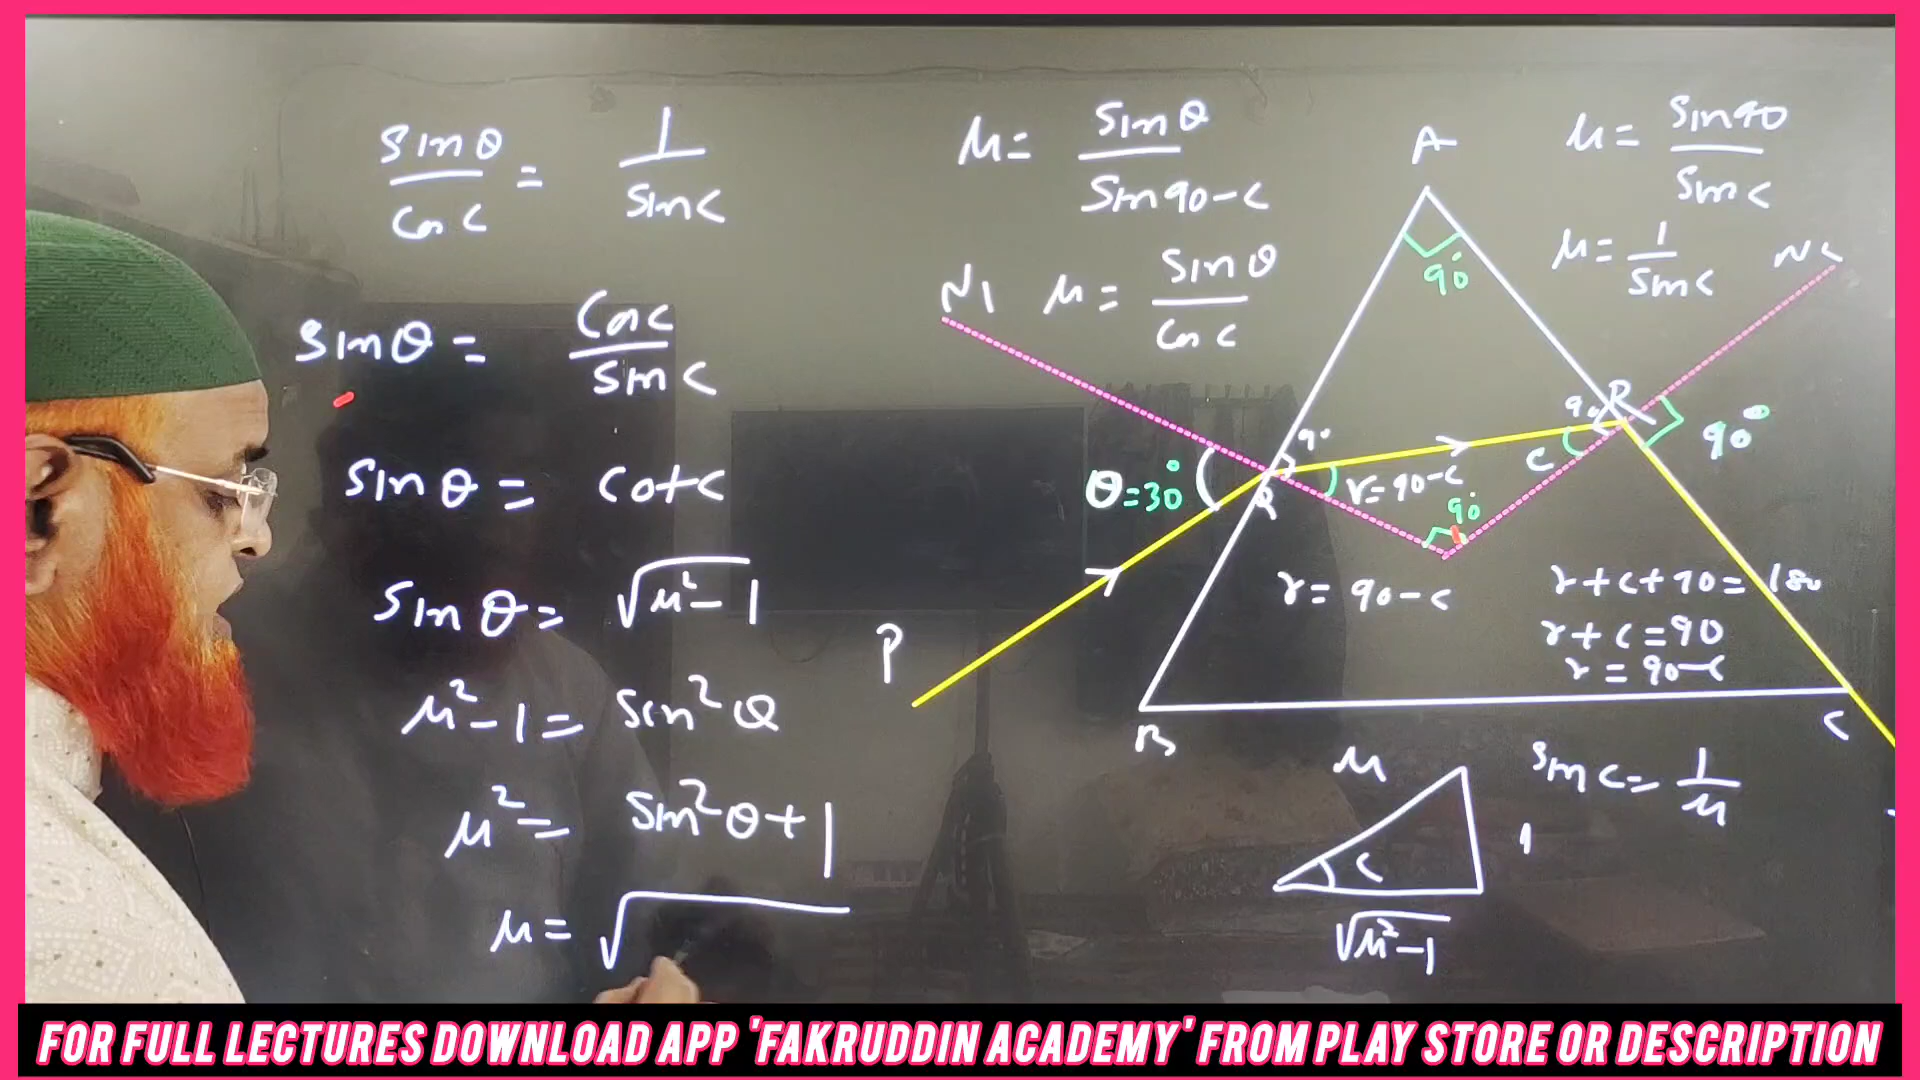 sinθ/cos c = 1/sin c
sinθ = cos c/sin c
sinθ = cot c
sinθ = √μ²-1
μ²-1 = sin²θ
μ² = sin²θ+1
μ = √
μ = sinθ/sin90-c
N1 μ = sinθ/cos c
A
90°
μ = sin90/sin c
μ = 1/sin c
R
90
90°
c
90
θ=30°
Q
r=90-c
90°
P
r = 90-c
r+c+90=180
r+c=90
r=90-c
B
C
μ
c
1
√μ²-1
sin c = 1/μ
FOR FULL LECTURES DOWNLOAD APP 'FAKRUDDIN ACADEMY' FROM PLAY STORE OR DESCRIPTION